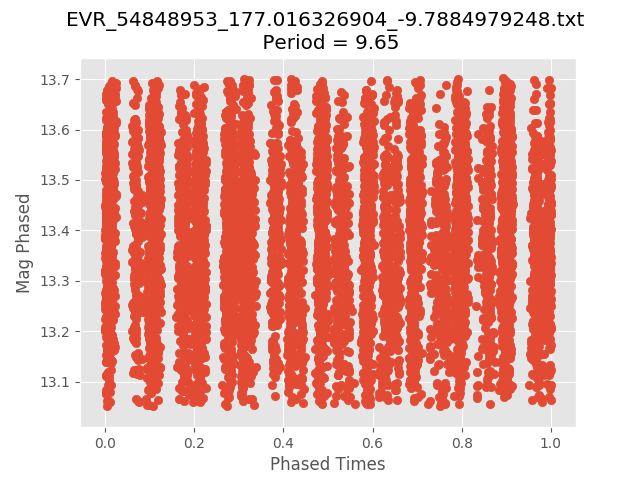 EVR_54848953_177.016326904_-9.7884979248.txt
Period = 9.65
13.7
13.6
13.5
13.4
13.3
13.2
13.1
Mag Phased
0.0 0.2 0.4 0.6 0.8 1.0
Phased Times